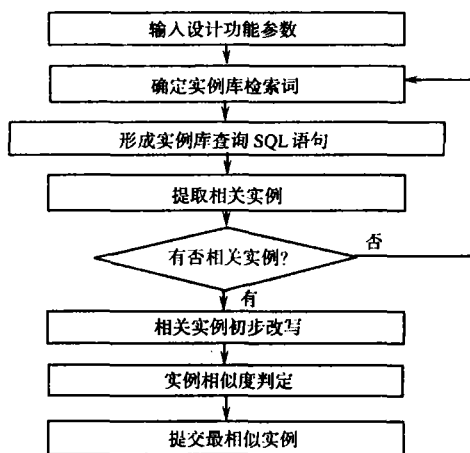 输入设计功能参数
确定实例库检索词
形成实例库查询 SQL 语句
提取相关实例
有否相关实例?
否
有
相关实例初步改写
实例相似度判定
提交最相似实例